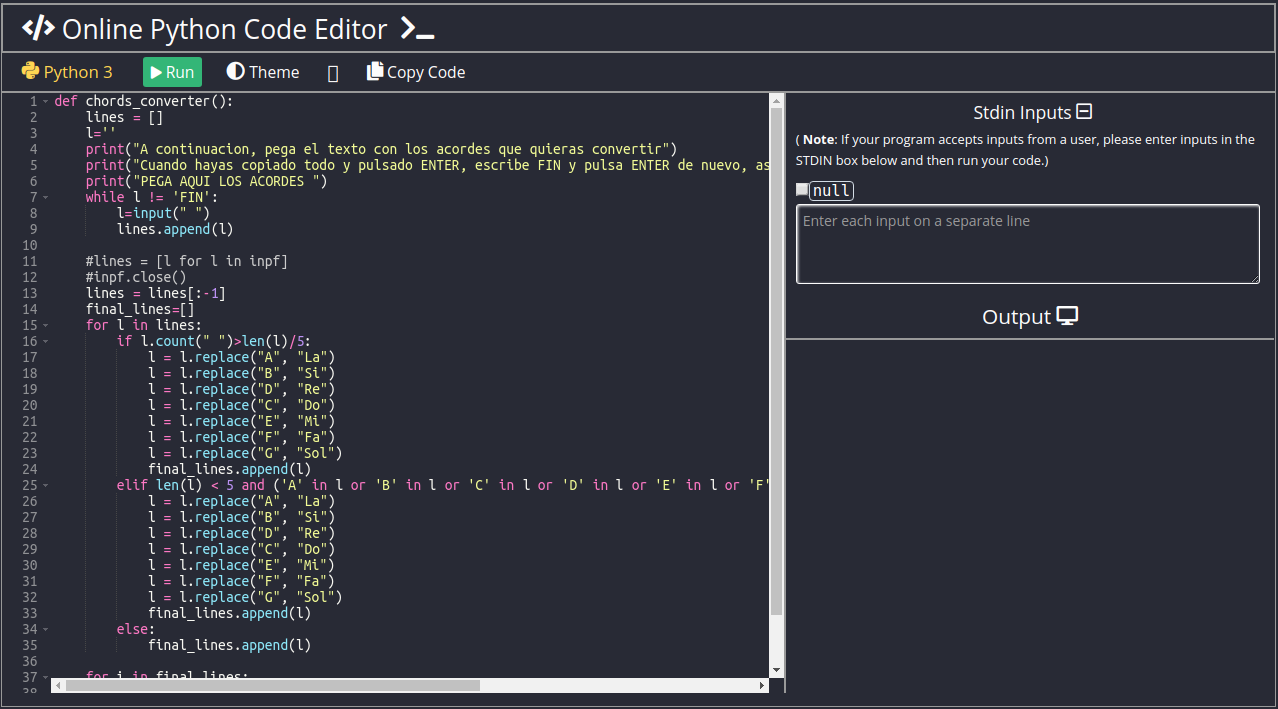 </> Online Python Code Editor >_
Python 3 Run Theme Copy Code
1 def chords_converter():
2     lines = []
3     l=''
4     print("A continuacion, pega el texto con los acordes que quieras convertir")
5     print("Cuando hayas copiado todo y pulsado ENTER, escribe FIN y pulsa ENTER de nuevo, as
6     print("PEGA AQUI LOS ACORDES ")
7     while l != 'FIN':
8         l=input(" ")
9         lines.append(l)
10
11     #lines = [l for l in inpf]
12     #inpf.close()
13     lines = lines[:-1]
14     final_lines=[]
15     for l in lines:
16         if l.count(" ")>len(l)/5:
17             l = l.replace("A", "La")
18             l = l.replace("B", "Si")
19             l = l.replace("D", "Re")
20             l = l.replace("C", "Do")
21             l = l.replace("E", "Mi")
22             l = l.replace("F", "Fa")
23             l = l.replace("G", "Sol")
24             final_lines.append(l)
25         elif len(l) < 5 and ('A' in l or 'B' in l or 'C' in l or 'D' in l or 'E' in l or 'F'
26             l = l.replace("A", "La")
27             l = l.replace("B", "Si")
28             l = l.replace("D", "Re")
29             l = l.replace("C", "Do")
30             l = l.replace("E", "Mi")
31             l = l.replace("F", "Fa")
32             l = l.replace("G", "Sol")
33             final_lines.append(l)
34         else:
35             final_lines.append(l)
36
37     for i in final_lines:
38
Stdin Inputs
( Note: If your program accepts inputs from a user, please enter inputs in the
STDIN box below and then run your code.)
null
Enter each input on a separate line
Output